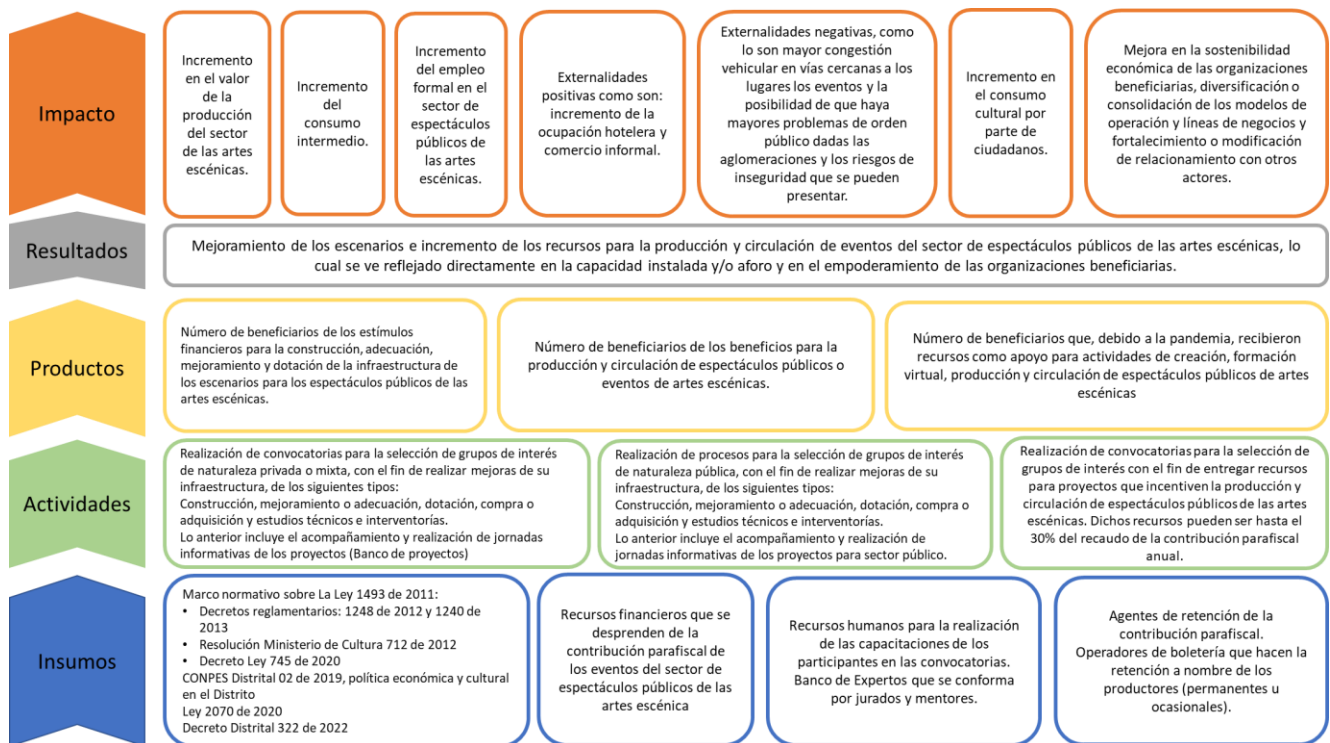 Impacto
Incremento
en el valor
de la
producción
del sector
de las artes
escénicas.
Incremento
del
consumo
intermedio.
Incremento
del empleo
formal en el
sector de
espectáculos
públicos de
las artes
escénicas.
Externalidades
positivas como son:
incremento de la
ocupación hotelera y
comercio informal.
Externalidades negativas, como
lo son mayor congestión
vehicular en vías cercanas a los
lugares los eventos y la
posibilidad de que haya
mayores problemas de orden
público dadas las
aglomeraciones y los riesgos de
inseguridad que se pueden
presentar.
Incremento en
el consumo
cultural por
parte de
ciudadanos.
Mejora en la sostenibilidad
económica de las organizaciones
beneficiarias, diversificación o
consolidación de los modelos de
operación y líneas de negocios y
fortalecimiento o modificación
de relacionamiento con otros
actores.
Resultados
Mejoramiento de los escenarios e incremento de los recursos para la producción y circulación de eventos del sector de espectáculos públicos de las artes escénicas, lo
cual se ve reflejado directamente en la capacidad instalada y/o aforo y en el empoderamiento de las organizaciones beneficiarias.
Productos
Número de beneficiarios de los estímulos
financieros para la construcción, adecuación,
mejoramiento y dotación de la infraestructura de
los escenarios para los espectáculos públicos de las
artes escénicas.
Número de beneficiarios de los beneficios para la
producción y circulación de espectáculos públicos o
eventos de artes escénicas.
Número de beneficiarios que, debido a la pandemia, recibieron
recursos como apoyo para actividades de creación, formación
virtual, producción y circulación de espectáculos públicos de artes
escénicas
Actividades
Realización de convocatorias para la selección de grupos de interés
de naturaleza privada o mixta, con el fin de realizar mejoras de su
infraestructura, de los siguientes tipos:
Construcción, mejoramiento o adecuación, dotación, compra o
adquisición y estudios técnicos e interventorías.
Lo anterior incluye el acompañamiento y realización de jornadas
informativas de los proyectos (Banco de proyectos)
Realización de procesos para la selección de grupos de interés
de naturaleza pública, con el fin de realizar mejoras de su
infraestructura, de los siguientes tipos:
Construcción, mejoramiento o adecuación, dotación, compra o
adquisición y estudios técnicos e interventorías.
Lo anterior incluye el acompañamiento y realización de
jornadas informativas de los proyectos para sector público.
Realización de convocatorias para la selección de
grupos de interés con el fin de entregar recursos
para proyectos que incentiven la producción y
circulación de espectáculos públicos de las artes
escénicas. Dichos recursos pueden ser hasta el
30% del recaudo de la contribución parafiscal
anual.
Insumos
Marco normativo sobre La Ley 1493 de 2011:
• Decretos reglamentarios: 1248 de 2012 y 1240 de
2013
• Resolución Ministerio de Cultura 712 de 2012
• Decreto Ley 745 de 2020
CONPES Distrital 02 de 2019, política económica y cultural
en el Distrito
Ley 2070 de 2020
Decreto Distrital 322 de 2022
Recursos financieros que se
desprenden de la
contribución parafiscal de
los eventos del sector de
espectáculos públicos de las
artes escénica
Recursos humanos para la realización
de las capacitaciones de los
participantes en las convocatorias.
Banco de Expertos que se conforma
por jurados y mentores.
Agentes de retención de la
contribución parafiscal.
Operadores de boletería que hacen la
retención a nombre de los
productores (permanentes u
ocasionales).